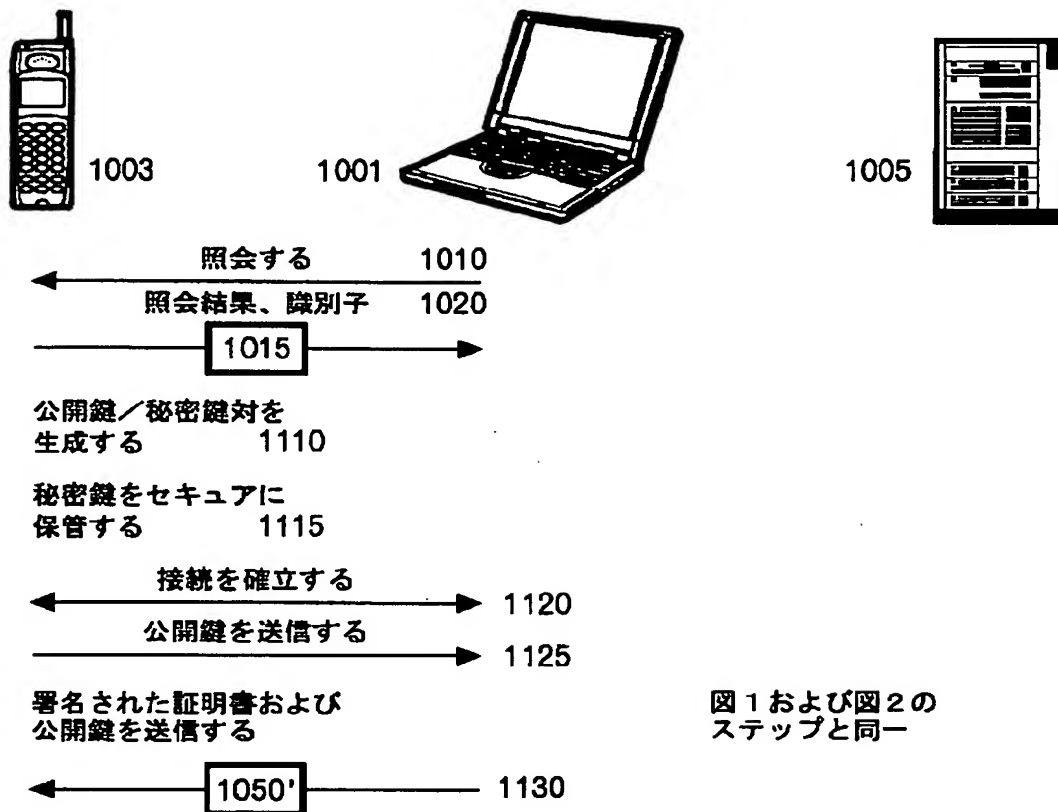 1003
1001
1005
照会する 1010
照会結果、識別子 1020
1015
公開鍵／秘密鍵対を
生成する 1110
秘密鍵をセキュアに
保管する 1115
接続を確立する
1120
公開鍵を送信する
1125
署名された証明書および
公開鍵を送信する
図1および図2の
ステップと同一
1050'
1130